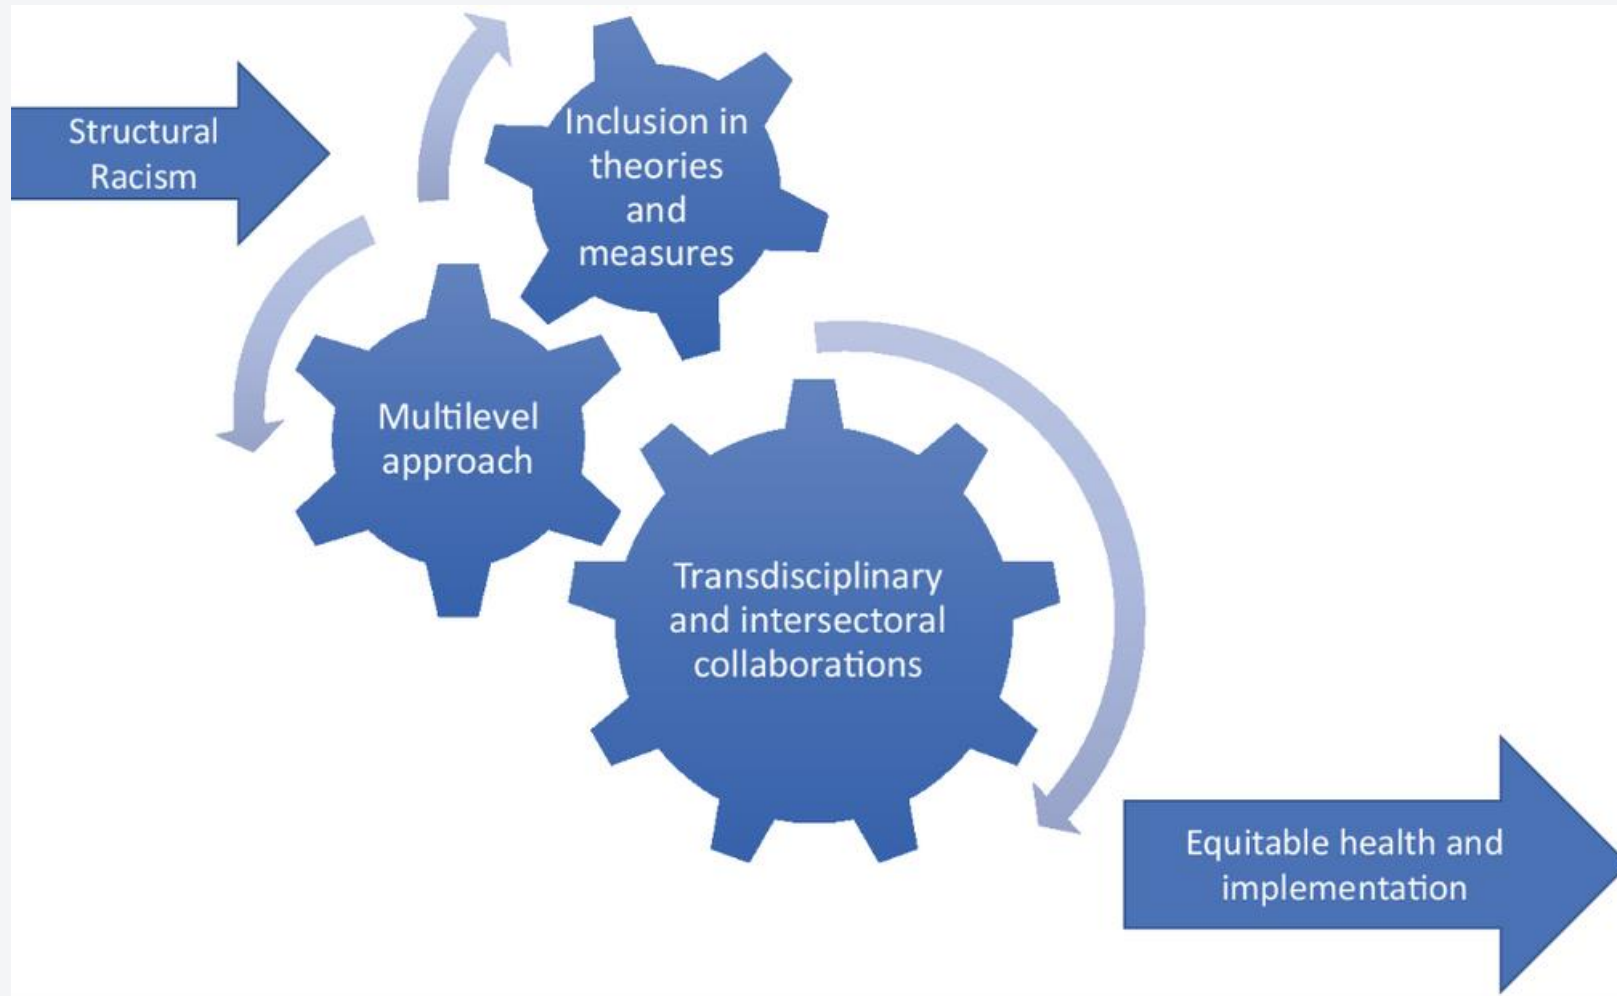 Structural
Racism
Inclusion in
theories
and
measures
Multilevel
approach
Transdisciplinary
and intersectoral
collaborations
Equitable health and
implementation